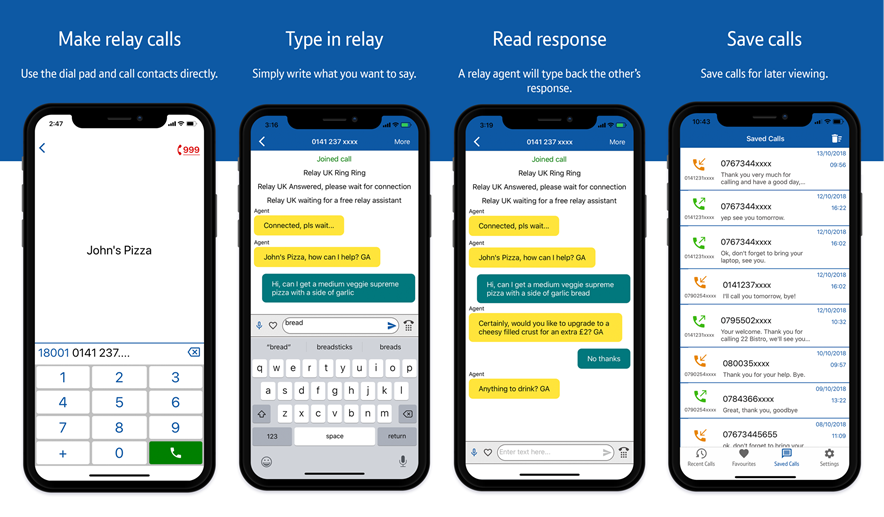 Make relay calls
Use the dial pad and call contacts directly.
2:47
999
John's Pizza
18001 0141 237....
1 2 3
4 5 6
7 8 9
+ 0
Type in relay
Simply write what you want to say.
3:16
0141 237 xxxx More
Joined call
Relay UK Ring Ring
Relay UK Answered, please wait for connection
Relay UK waiting for a free relay assistant
Agent
Connected, pls wait...
Agent
John's Pizza, how can I help? GA
Hi, can I get a medium veggie supreme
pizza with a side of garlic
bread
"bread" breadsticks breads
q w e r t y u i o p
a s d f g h j k l
z x c v b n m
123 space return
Read response
A relay agent will type back the other's
response.
3:19
0141 237 xxxx More
Joined call
Relay UK Ring Ring
Relay UK Answered, please wait for connection
Relay UK waiting for a free relay assistant
Agent
Connected, pls wait...
Agent
John's Pizza, how can I help? GA
Hi, can I get a medium veggie supreme
pizza with a side of garlic bread
Agent
Certainly, would you like to upgrade to a
cheesy filled crust for an extra £2? GA
No thanks
Agent
Anything to drink? GA
Enter text here...
Save calls
Save calls for later viewing.
10:43
Saved Calls
13/10/2018
0767344xxxx 09:56
0141231xxxx
Thank you very much for
calling and have a good day,...
12/10/2018
0767344xxxx 16:22
0141231xxxx
yep see you tomorrow.
12/10/2018
0767344xxxx 16:02
0141231xxxx
Ok, don't forget to bring your
laptop, see you.
12/10/2018
0141237xxxx 16:02
0790254xxxx
I'll call you tomorrow, bye!
12/10/2018
0795502xxxx 10:32
0141231xxxx
Your welcome. Thank you for
calling 22 Bistro, we'll see you...
10/10/2018
080035xxxx 09:57
0790254xxxx
Thank you for your help. Bye.
09/10/2018
0784366xxxx 13:22
0790254xxxx
Great, thank you, goodbye
08/10/2018
07673445655 11:09
ok, don't forget to bring your
Recent Calls Favourites Saved Calls Settings